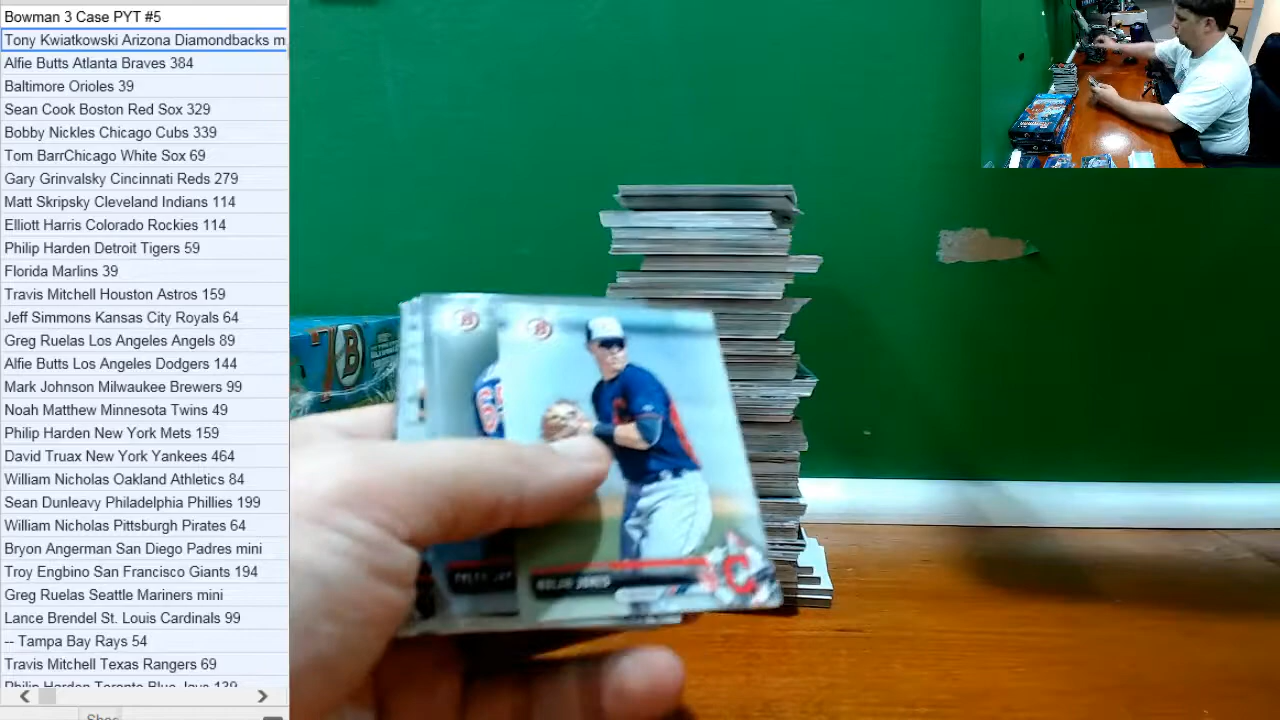 Bowman 3 Case PYT #5
Tony Kwiatkowski Arizona Diamondbacks m
Alfie Butts Atlanta Braves 384
Baltimore Orioles 39
Sean Cook Boston Red Sox 329
Bobby Nickles Chicago Cubs 339
Tom BarrChicago White Sox 69
Gary Grinvalsky Cincinnati Reds 279
Matt Skripsky Cleveland Indians 114
Elliott Harris Colorado Rockies 114
Philip Harden Detroit Tigers 59
Florida Marlins 39
Travis Mitchell Houston Astros 159
Jeff Simmons Kansas City Royals 64
Greg Ruelas Los Angeles Angels 89
Alfie Butts Los Angeles Dodgers 144
Mark Johnson Milwaukee Brewers 99
Noah Matthew Minnesota Twins 49
Philip Harden New York Mets 159
David Truax New York Yankees 464
William Nicholas Oakland Athletics 84
Sean Dunleavy Philadelphia Phillies 199
William Nicholas Pittsburgh Pirates 64
Bryon Angerman San Diego Padres mini
Troy Engbino San Francisco Giants 194
Greg Ruelas Seattle Mariners mini
Lance Brendel St. Louis Cardinals 99
-- Tampa Bay Rays 54
Travis Mitchell Texas Rangers 69
Philip Harden Toronto Blue Jays 139
B
TYLER JAY
NOLAN JONES
C